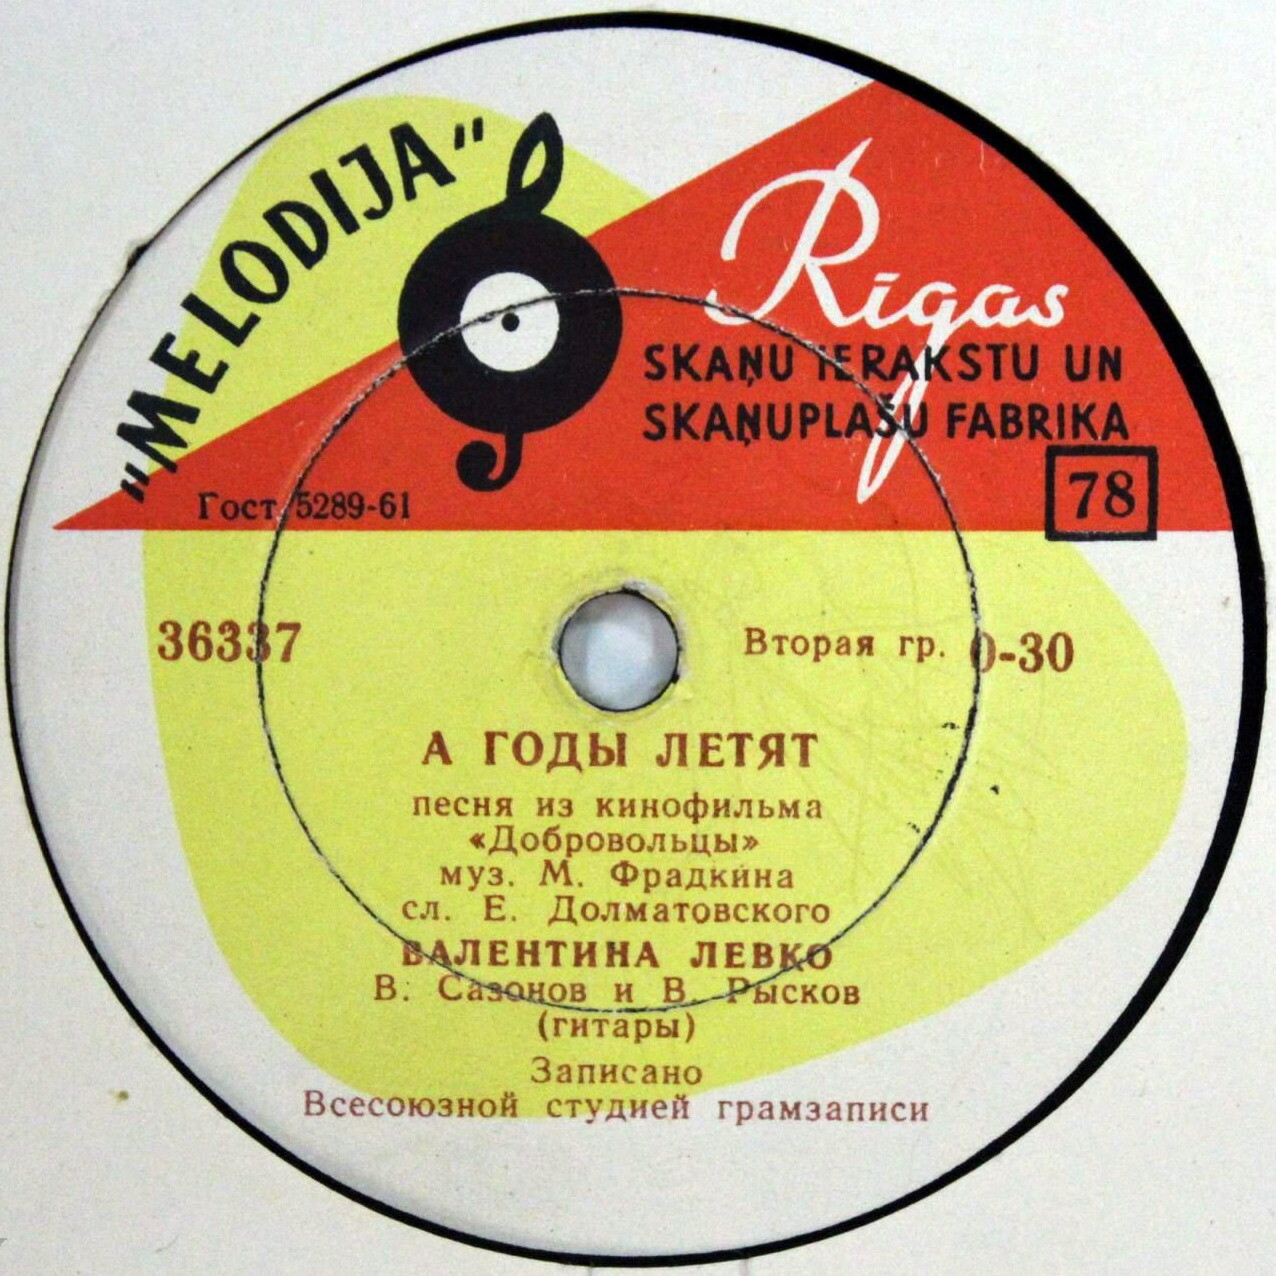 „MELODIJA“
Rigas
SKAŅU IERAKSTU UN
SKAŅUPLAŠU FABRIKA
78
Гост 5289-61
36337
Вторая гр. 0-30
А ГОДЫ ЛЕТЯТ
песня из кинофильма
«Добровольцы»
муз. М. Фрадкина
сл. Е. Долматовского
ВАЛЕНТИНА ЛЕВКО
В. Сазонов и В. Рысков
(гитары)
Записано
Всесоюзной студией грамзаписи